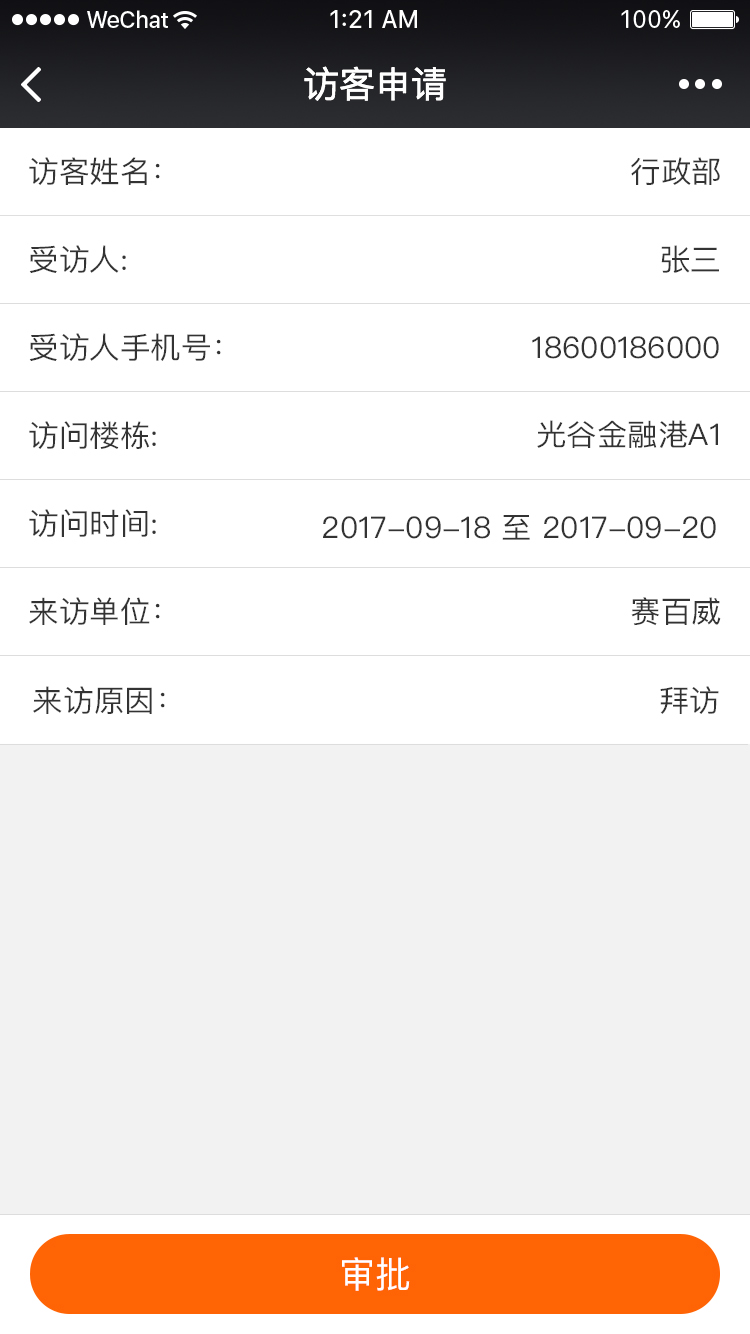 WeChat 1:21 AM 100%
访客申请
访客姓名: 行政部
受访人: 张三
受访人手机号: 18600186000
访问楼栋: 光谷金融港A1
访问时间: 2017-09-18 至 2017-09-20
来访单位: 赛百威
来访原因: 拜访
审批